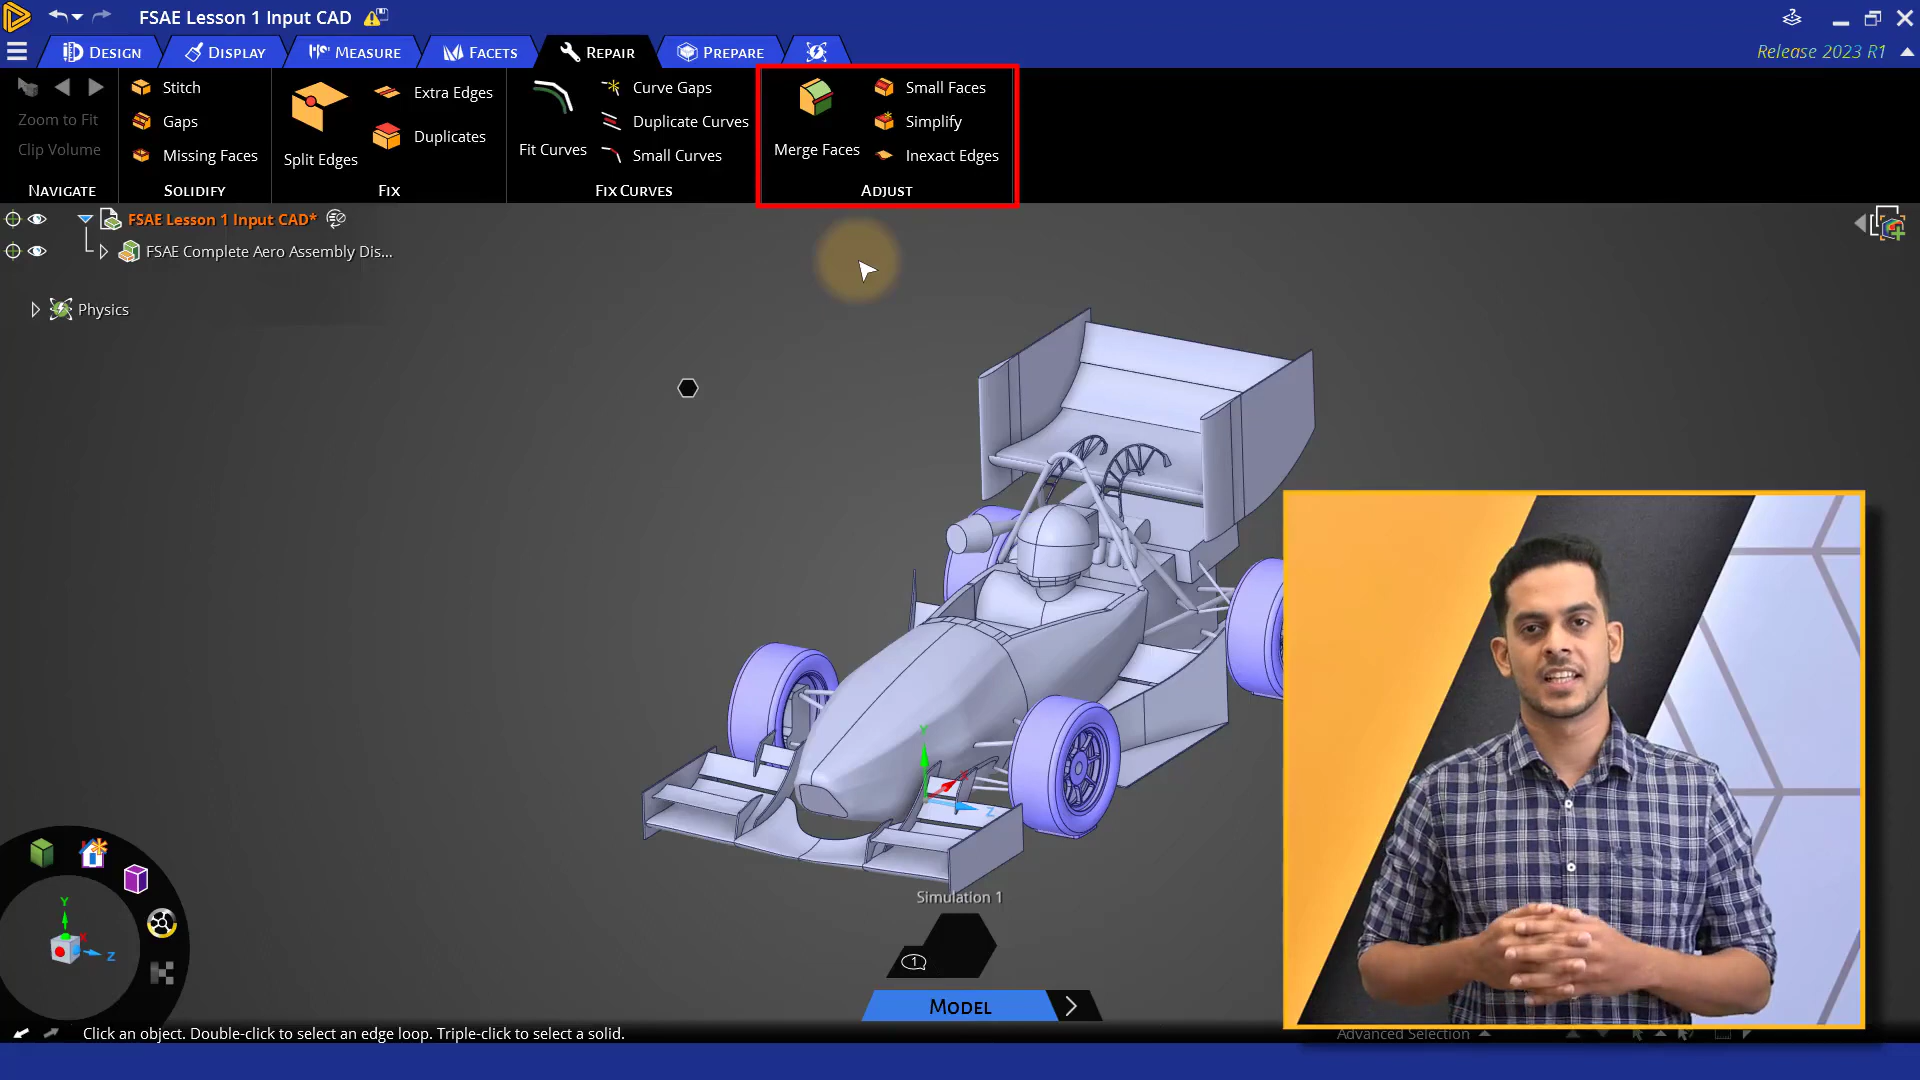 FSAE Lesson 1 Input CAD
DESIGN
DISPLAY
MEASURE
FACETS
REPAIR
PREPARE
Release 2023 R1
Zoom to Fit
Clip Volume
NAVIGATE
Stitch
Gaps
Missing Faces
SOLIDIFY
Split Edges
Extra Edges
Duplicates
FIX
Fit Curves
Curve Gaps
Duplicate Curves
Small Curves
FIX CURVES
Merge Faces
Small Faces
Simplify
Inexact Edges
ADJUST
FSAE Lesson 1 Input CAD*
FSAE Complete Aero Assembly Dis...
Physics
Y
X
Z
Y
X
Z
Simulation 1
1
MODEL
Click an object. Double-click to select an edge loop. Triple-click to select a solid.
Advanced Selection